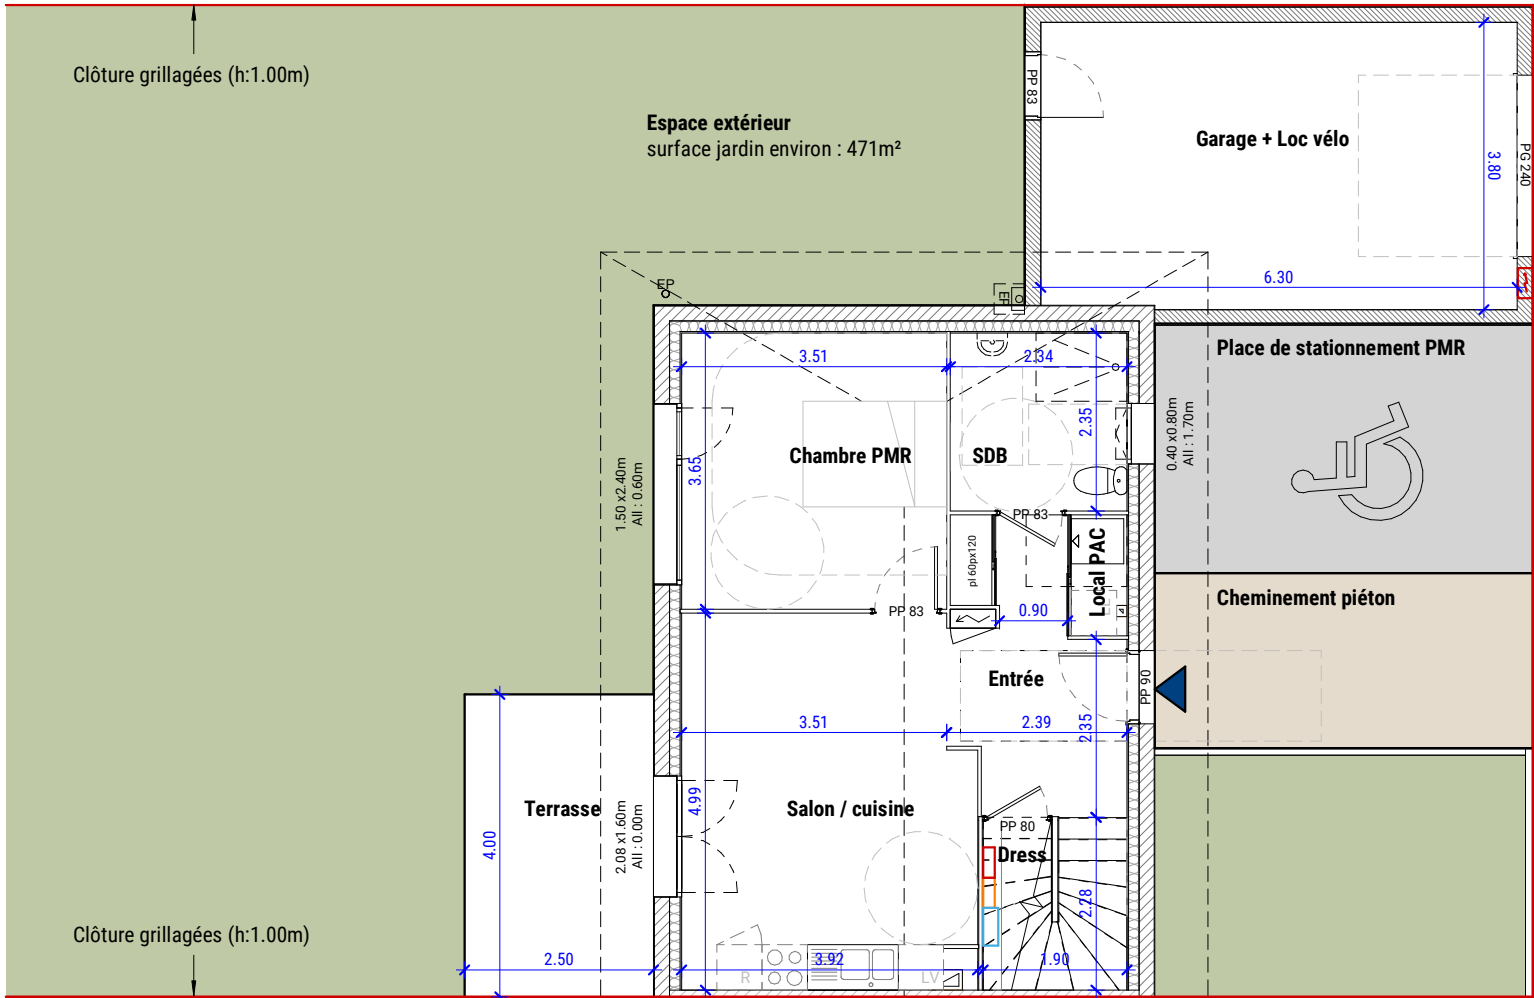 Clôture grillagées (h:1.00m)
Espace extérieur
surface jardin environ : 471m²
PP 83
Garage + Loc vélo
3.80
PG 240
6.30
EP
EP
Place de stationnement PMR
3.51
2.34
2.35
0.40 x0.80m
All : 1.70m
Chambre PMR
SDB
3.65
1.50 x2.40m
All : 0.60m
PP 83
pl 60px120
Local PAC
Cheminement piéton
PP 83
0.90
Entrée
PP 90
3.51
2.39
2.35
Terrasse
2.08 x1.60m
All : 0.00m
4.99
Salon / cuisine
4.00
PP 80
Dress
2.28
Clôture grillagées (h:1.00m)
2.50
R
3.92
LV
1.90